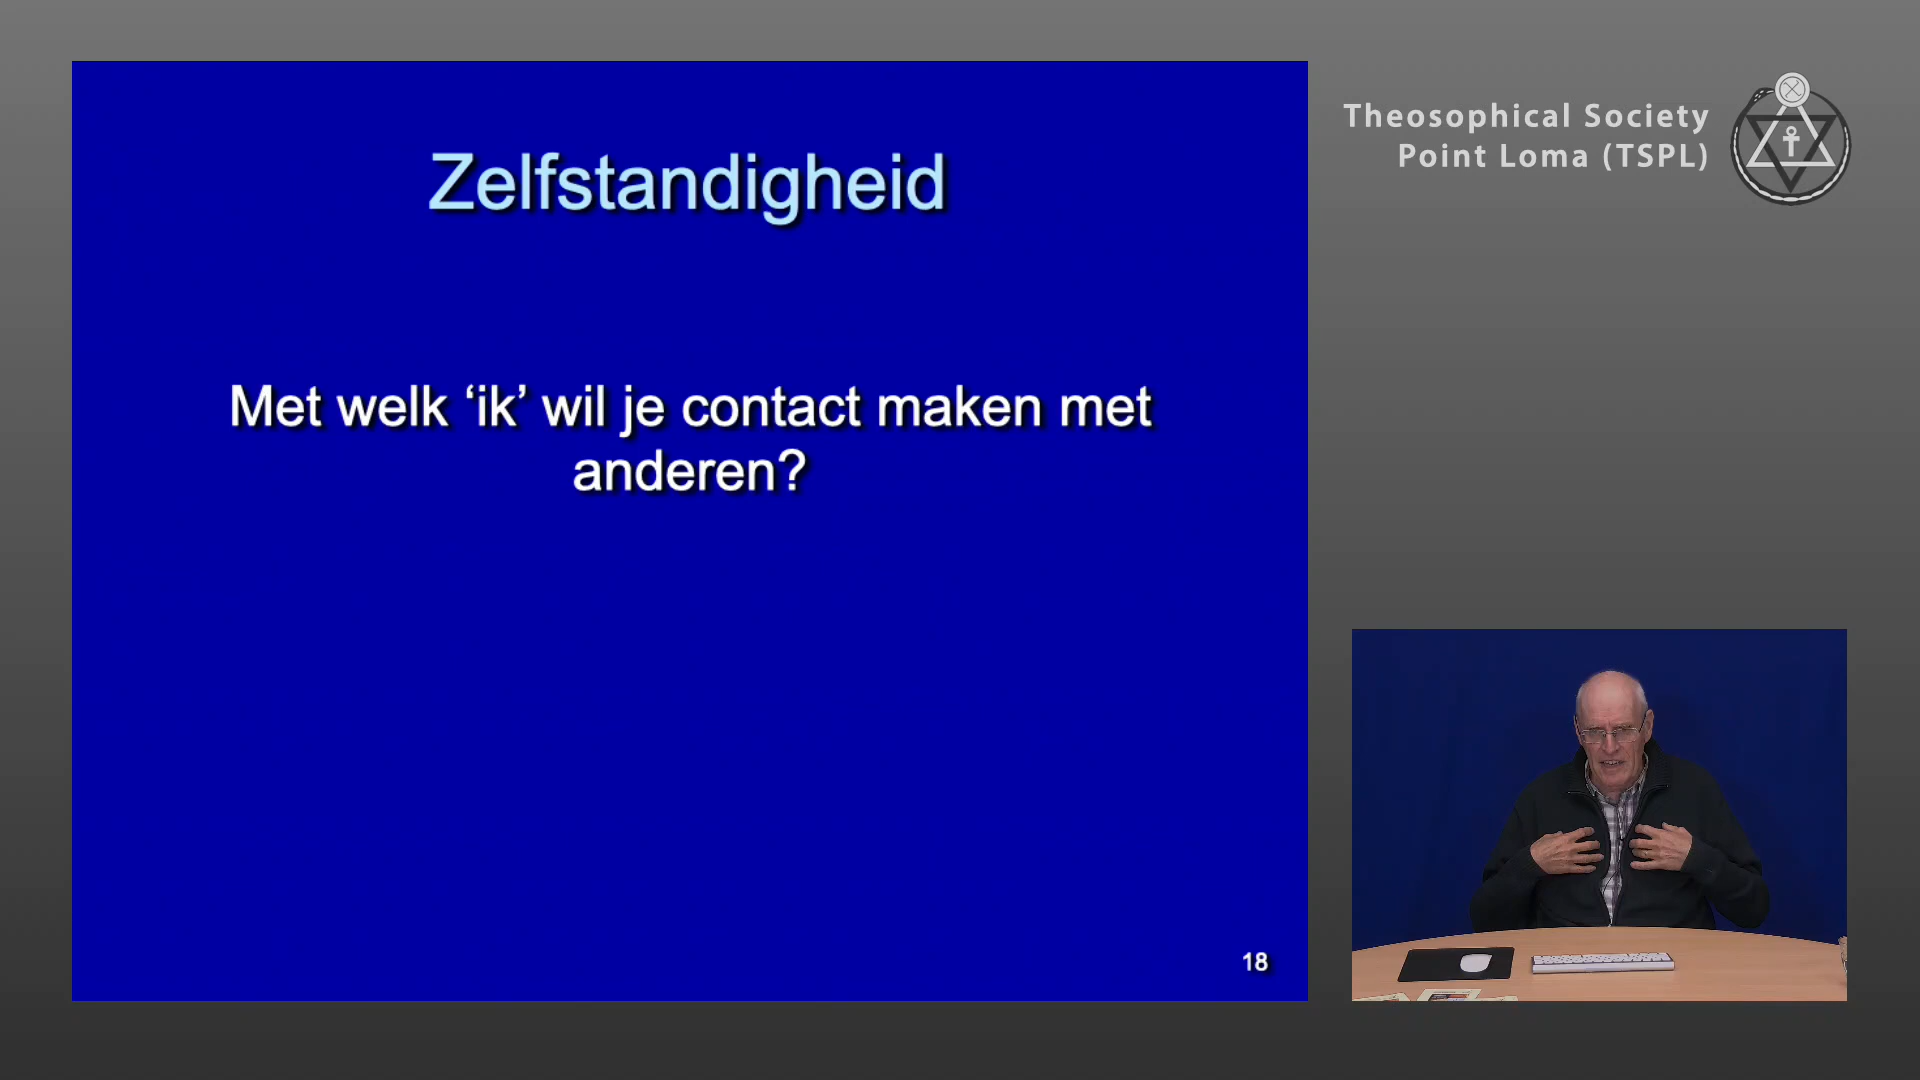 Zelfstandigheid
Met welk ‘ik’ wil je contact maken met
anderen?
18
Theosophical Society
Point Loma (TSPL)